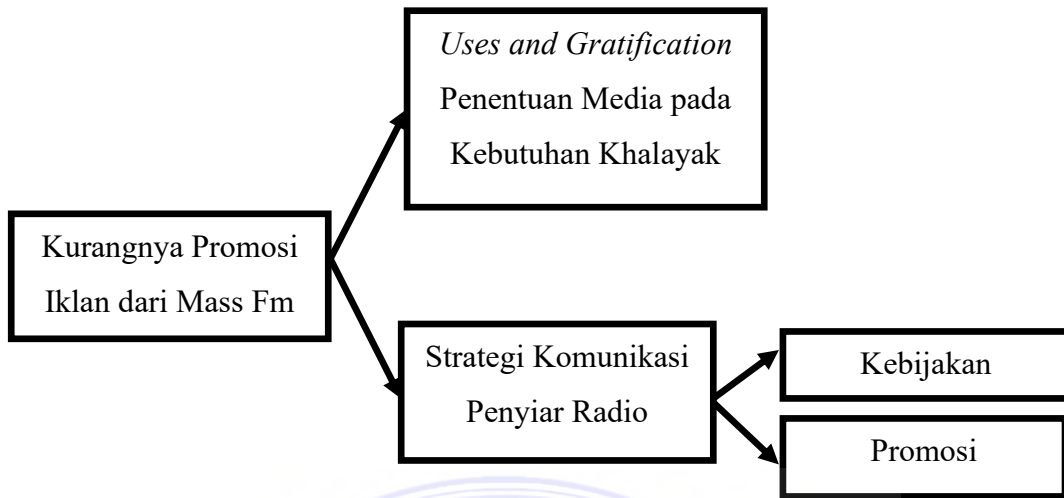 Uses and Gratification
Penentuan Media pada
Kebutuhan Khalayak
Kurangnya Promosi
Iklan dari Mass Fm
Strategi Komunikasi
Penyiar Radio
Kebijakan
Promosi